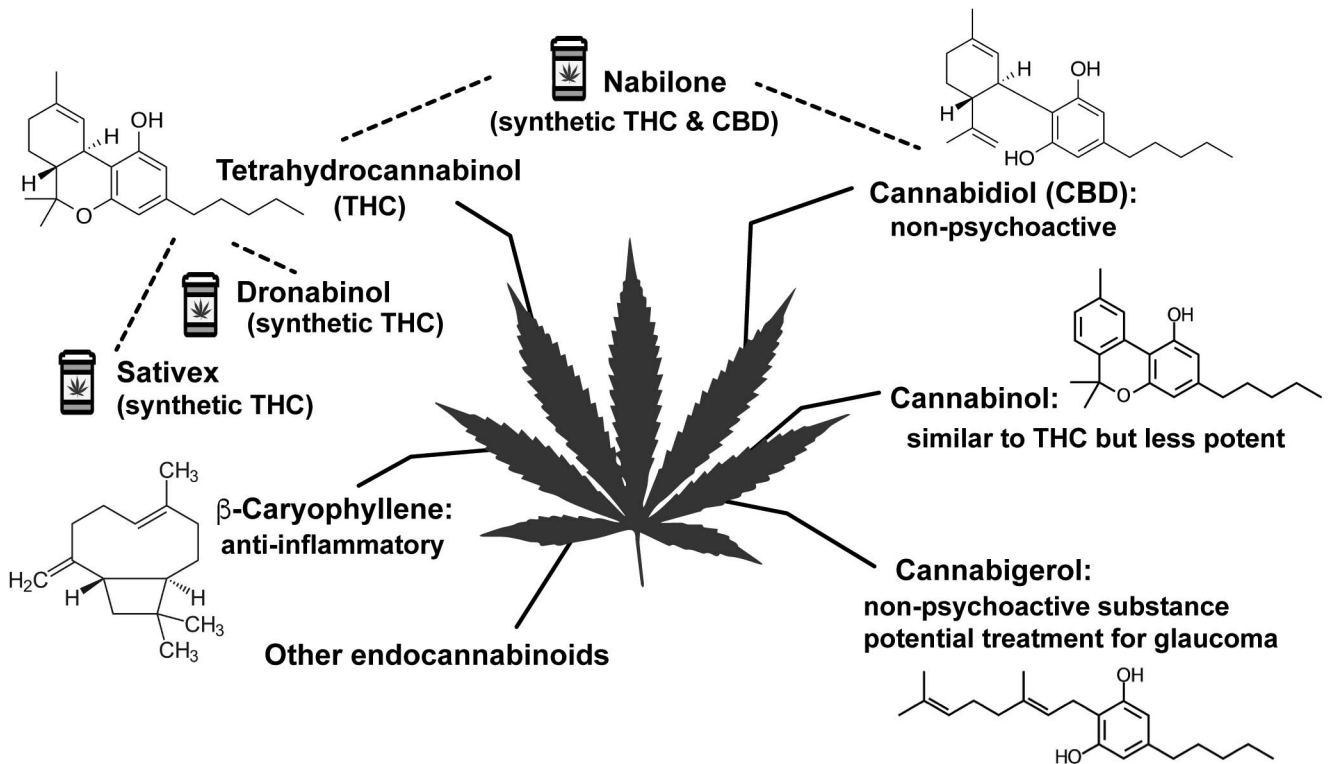 Nabilone
(synthetic THC & CBD)
OH
H
H
O
Tetrahydrocannabinol
(THC)
H
OH
H
HO
Cannabidiol (CBD):
non-psychoactive
Dronabinol
(synthetic THC)
Sativex
(synthetic THC)
OH
O
Cannabinol:
similar to THC but less potent
CH₃
H₂C
H
H
CH₃
CH₃
β-Caryophyllene:
anti-inflammatory
Other endocannabinoids
Cannabigerol:
non-psychoactive substance
potential treatment for glaucoma
OH
HO